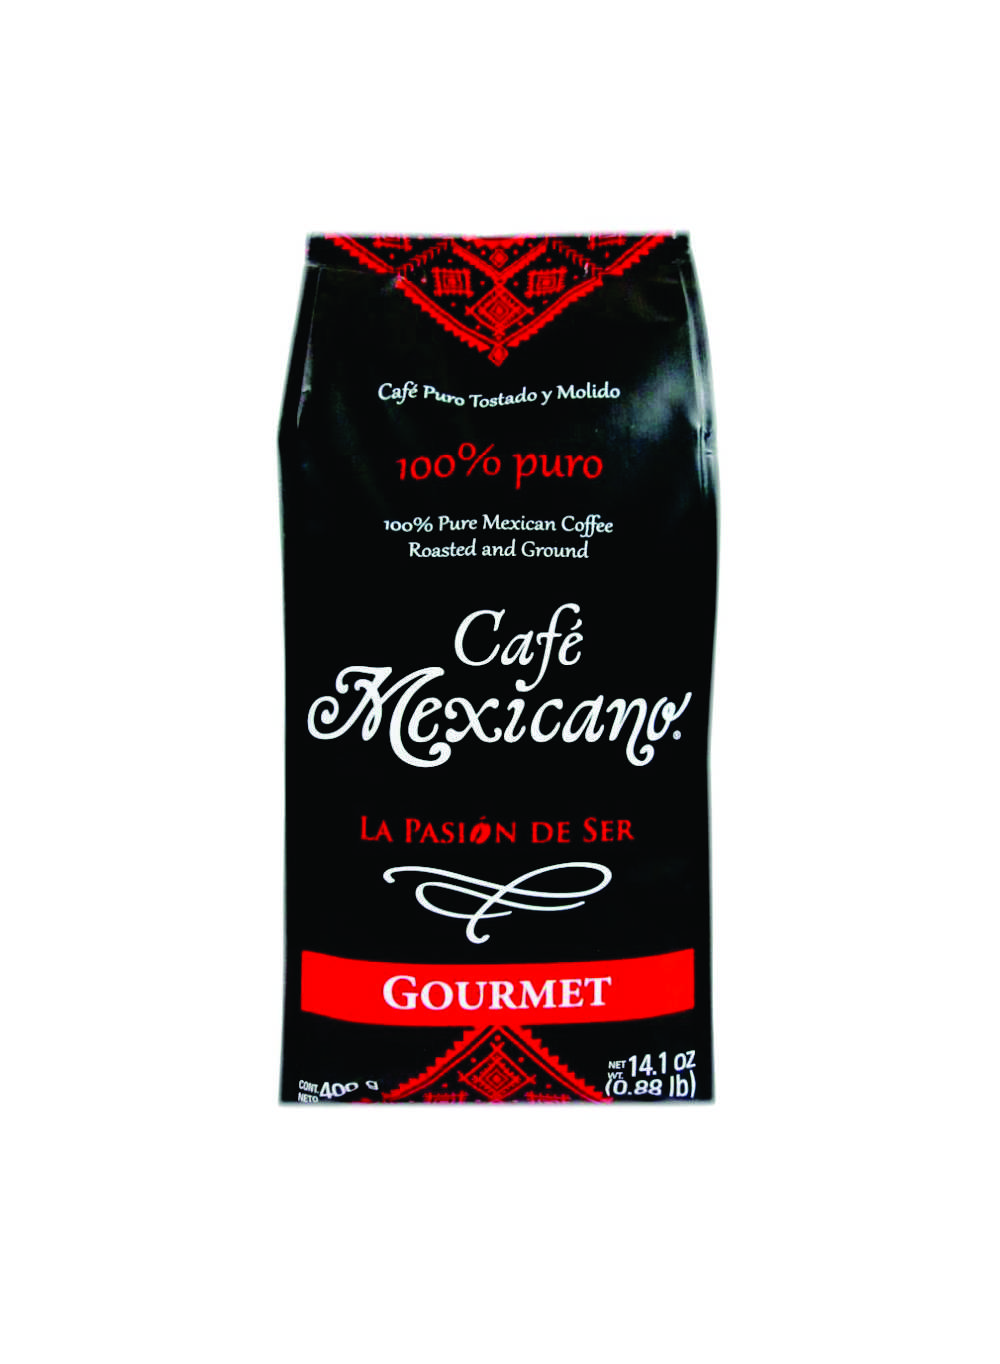 Café Puro Tostado y Molido
100% puro
100% Pure Mexican Coffee
Roasted and Ground
Café
Mexicano®
LA PASIÓN DE SER
GOURMET
CONT. NETO 400 g
NET WT. 14.1 OZ
(0.88 lb)